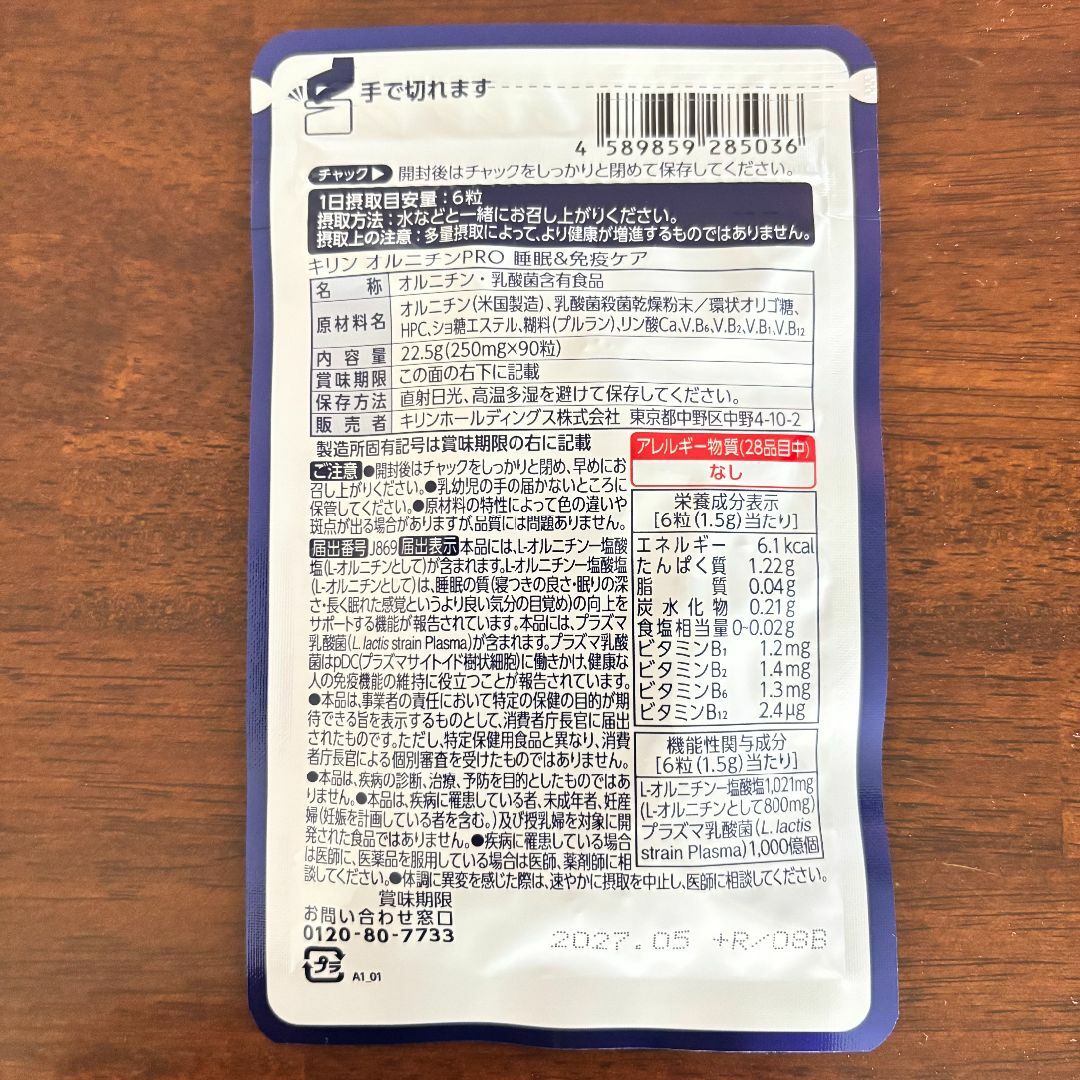 手で切れます
4 589859 285036
チャック▶ 開封後はチャックをしっかりと閉めて保存してください。
1日摂取目安量：6粒
摂取方法：水などと一緒にお召し上がりください。
摂取上の注意：多量摂取によって、より健康が増進するものではありません。
キリン オルニチンPRO 睡眠&免疫ケア
名称 オルニチン・乳酸菌含有食品
原材料名 オルニチン(米国製造)、乳酸菌殺菌乾燥粉末／環状オリゴ糖、
HPC、ショ糖エステル、糊料(プルラン)、リン酸Ca、V.B₆、V.B₂、V.B₁、V.B₁₂
内容量 22.5g(250mg×90粒)
賞味期限 この面の右下に記載
保存方法 直射日光、高温多湿を避けて保存してください。
販売者 キリンホールディングス株式会社 東京都中野区中野4-10-2
製造所固有記号は賞味期限の右に記載
ご注意 ●開封後はチャックをしっかりと閉め、早めにお
召し上がりください。●乳幼児の手の届かないところに
保管してください。●原材料の特性によって色の違いや
斑点が出る場合がありますが、品質には問題ありません。
届出番号 J869 届出表示 本品には、L-オルニチン一塩酸
塩(L-オルニチンとして)が含まれます。L-オルニチン一塩酸塩
(L-オルニチンとして)は、睡眠の質(寝つきの良さ・眠りの深
さ・長く眠れた感覚というより良い気分の目覚め)の向上を
サポートする機能が報告されています。本品には、プラズマ
乳酸菌(L. lactis strain Plasma)が含まれます。プラズマ乳酸
菌はpDC(プラズマサイトイド樹状細胞)に働きかけ、健康な
人の免疫機能の維持に役立つことが報告されています。
●本品は、事業者の責任において特定の保健の目的が期
待できる旨を表示するものとして、消費者庁長官に届出
されたものです。ただし、特定保健用食品と異なり、消費
者庁長官による個別審査を受けたものではありません。
●本品は、疾病の診断、治療、予防を目的としたものではあ
りません。●本品は、疾病に罹患している者、未成年者、妊産
婦(妊娠を計画している者を含む。)及び授乳婦を対象に開
発された食品ではありません。●疾病に罹患している場合
は医師に、医薬品を服用している場合は医師、薬剤師に相
談してください。●体調に異変を感じた際は、速やかに摂取を中止し、医師に相談してください。
アレルギー物質(28品目中)
なし
栄養成分表示
[6粒(1.5g)当たり]
エネルギー 6.1kcal
たんぱく質 1.22g
脂質 0.04g
炭水化物 0.21g
食塩相当量 0~0.02g
ビタミンB₁ 1.2mg
ビタミンB₂ 1.4mg
ビタミンB₆ 1.3mg
ビタミンB₁₂ 2.4μg
機能性関与成分
[6粒(1.5g)当たり]
L-オルニチン一塩酸塩1,021mg
(L-オルニチンとして800mg)
プラズマ乳酸菌(L. lactis
strain Plasma)1,000億個
賞味期限
お問い合わせ窓口
0120-80-7733
2027.05 +R/08B
プラ
A1_01